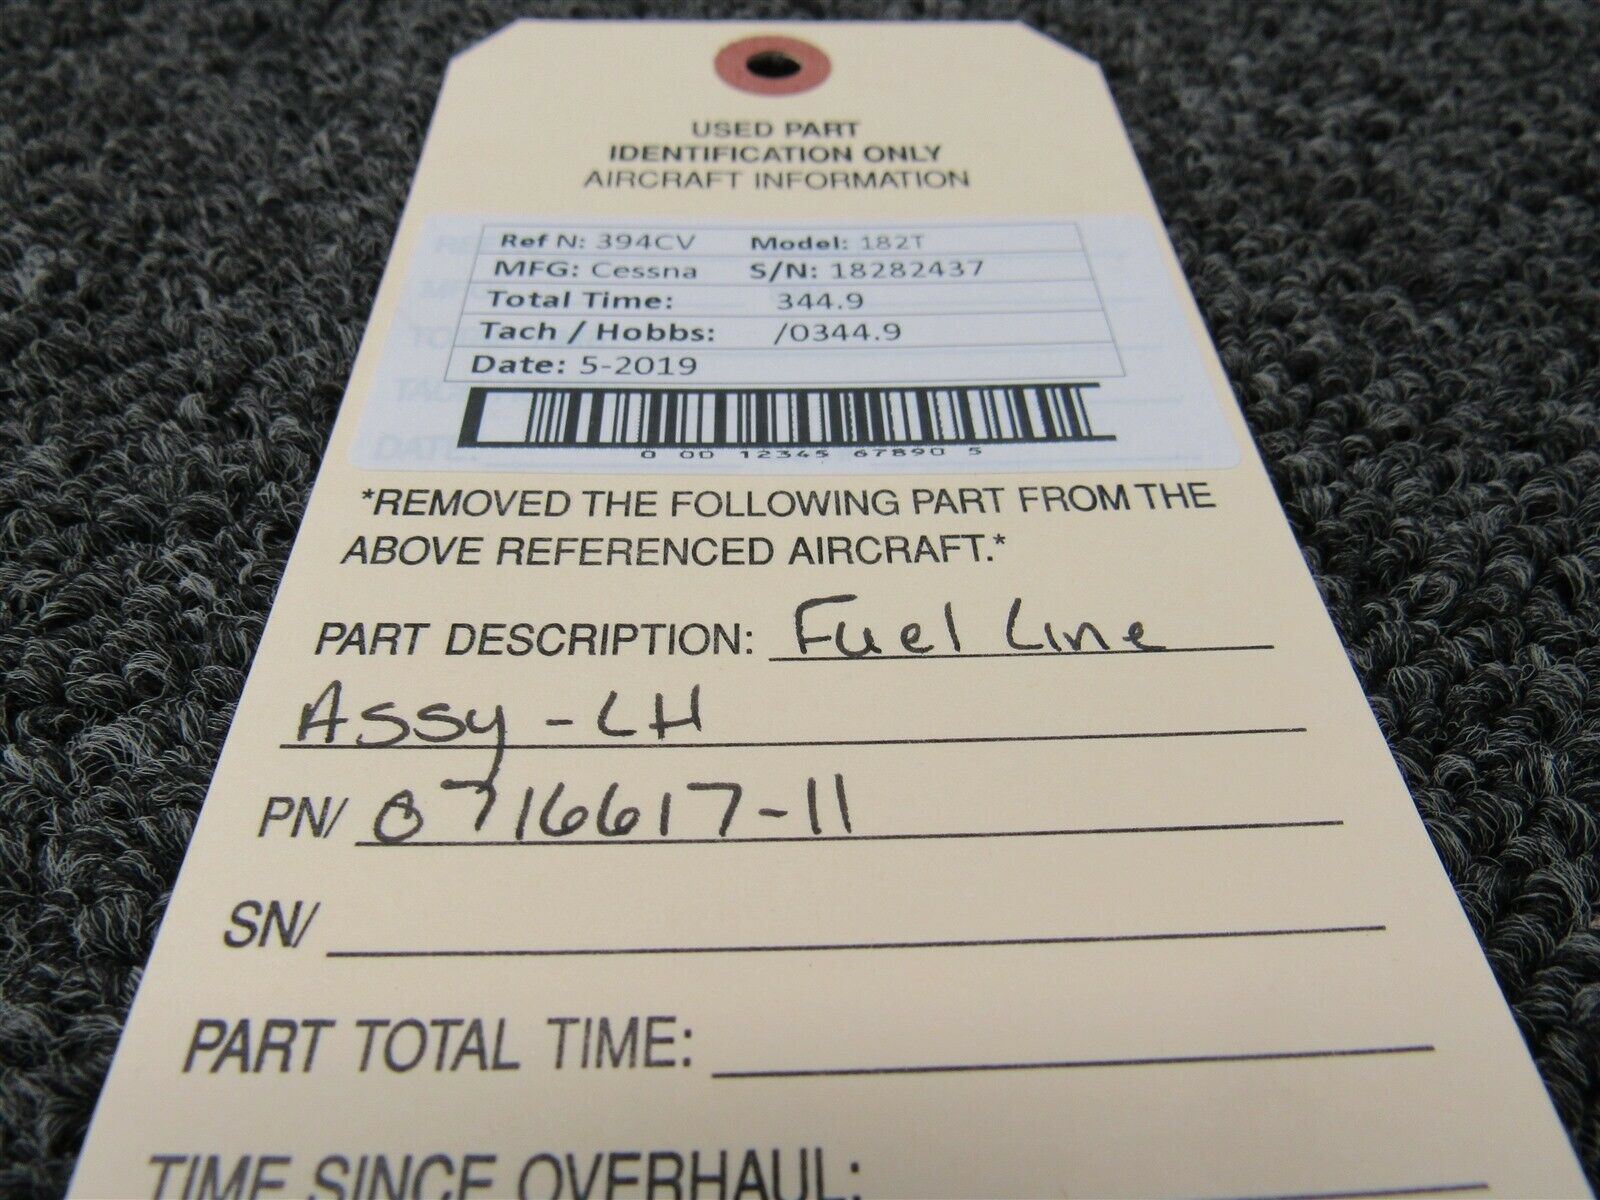 USED PART
IDENTIFICATION ONLY
AIRCRAFT INFORMATION
Ref N: 394CV Model: 182T
MFG: Cessna S/N: 18282437
Total Time: 344.9
Tach / Hobbs: /0344.9
Date: 5-2019
0 00 12345 67890 5
*REMOVED THE FOLLOWING PART FROM THE
ABOVE REFERENCED AIRCRAFT.*
PART DESCRIPTION: Fuel Line
Assy - LH
PN/ 0716617-11
SN/
PART TOTAL TIME:
TIME SINCE OVERHAUL: